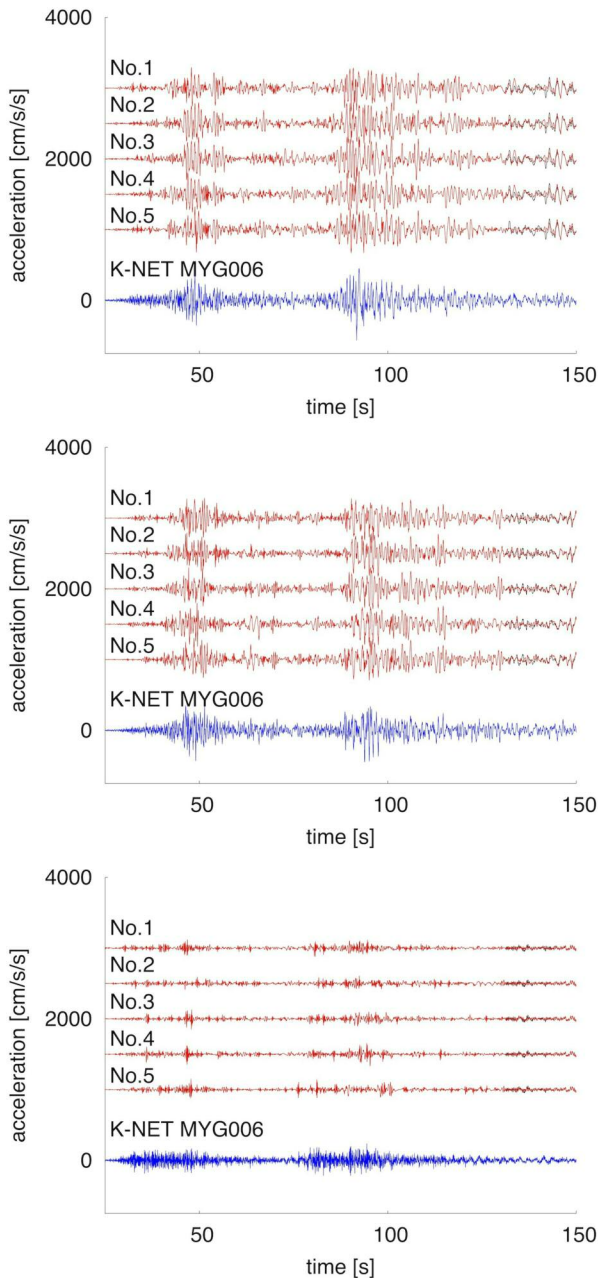 4000
No.1
No.2
No.3
2000
No.4
No.5
K-NET MYG006
0
acceleration [cm/s/s]
50
100
150
time [s]
4000
No.1
No.2
No.3
2000
No.4
No.5
K-NET MYG006
0
acceleration [cm/s/s]
50
100
150
time [s]
4000
No.1
No.2
No.3
2000
No.4
No.5
K-NET MYG006
0
acceleration [cm/s/s]
50
100
150
time [s]